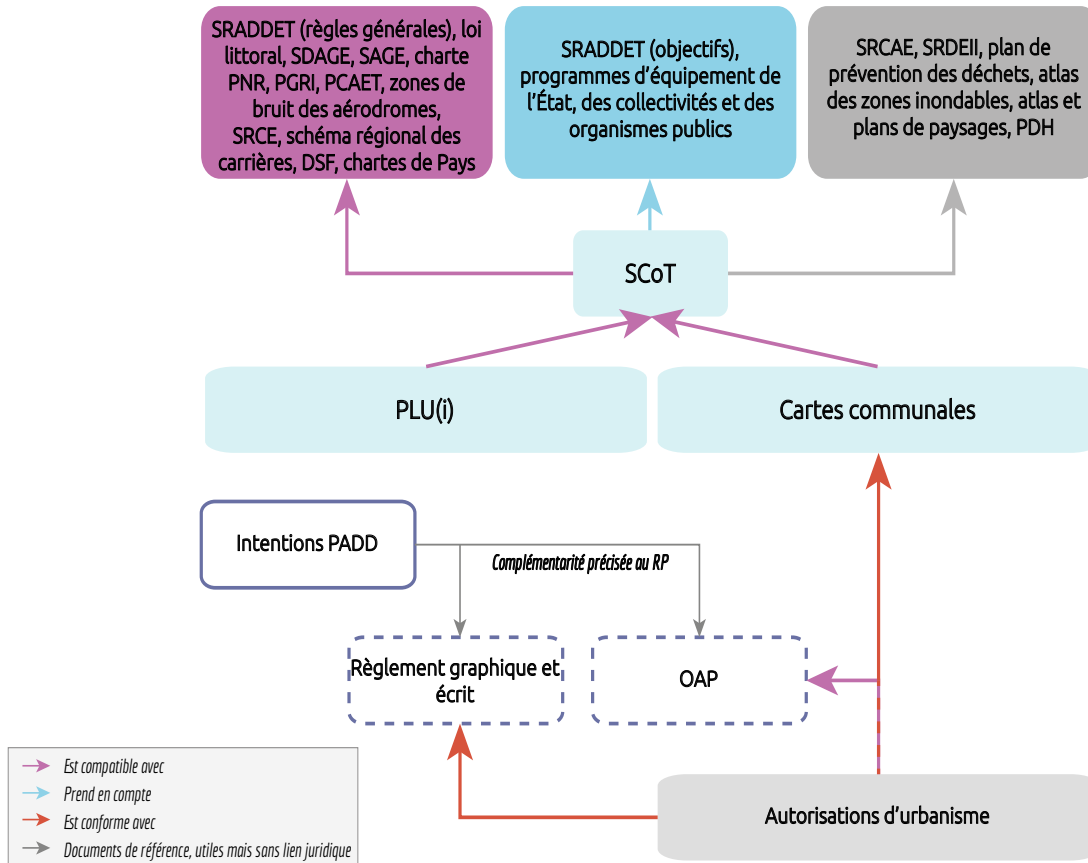 SRADDET (règles générales), loi
littoral, SDAGE, SAGE, charte
PNR, PGRI, PCAET, zones de
bruit des aérodromes,
SRCE, schéma régional des
carrières, DSF, chartes de Pays
SRADDET (objectifs),
programmes d'équipement de
l'État, des collectivités et des
organismes publics
SRCAE, SRDEII, plan de
prévention des déchets, atlas
des zones inondables, atlas et
plans de paysages, PDH
SCoT
PLU(i)
Cartes communales
Intentions PADD
Complémentarité précisée au RP
Règlement graphique et
écrit
OAP
Autorisations d'urbanisme
Est compatible avec
Prend en compte
Est conforme avec
Documents de référence, utiles mais sans lien juridique